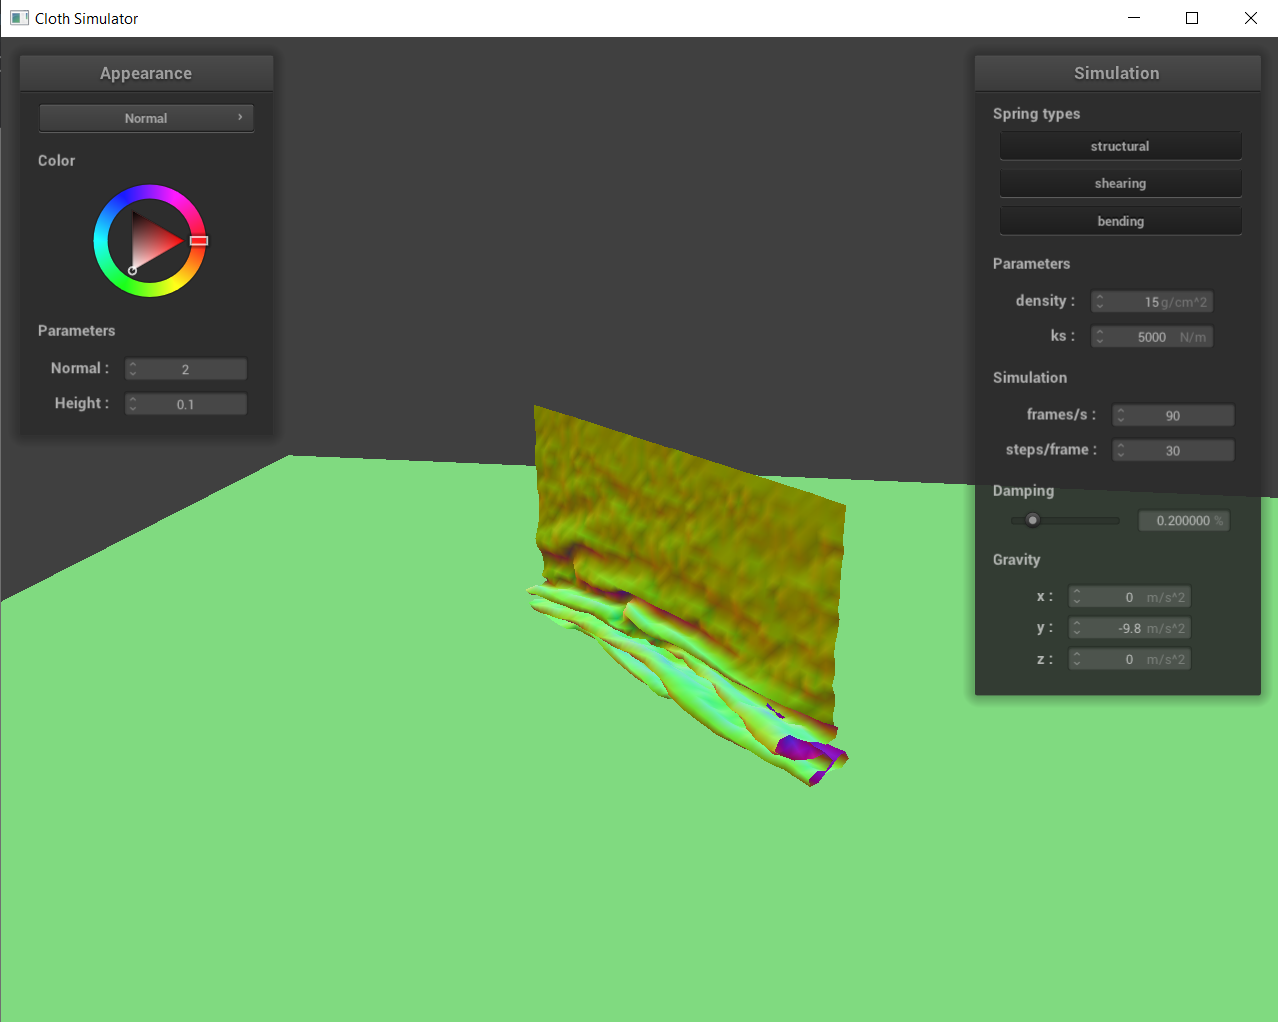 Cloth Simulator
Appearance
Normal
Color
Parameters
Normal : 2
Height : 0.1
Simulation
Spring types
structural
shearing
bending
Parameters
density : 15 g/cm^2
ks : 5000 N/m
Simulation
frames/s : 90
steps/frame : 30
Damping
0.200000 %
Gravity
x : 0 m/s^2
y : -9.8 m/s^2
z : 0 m/s^2